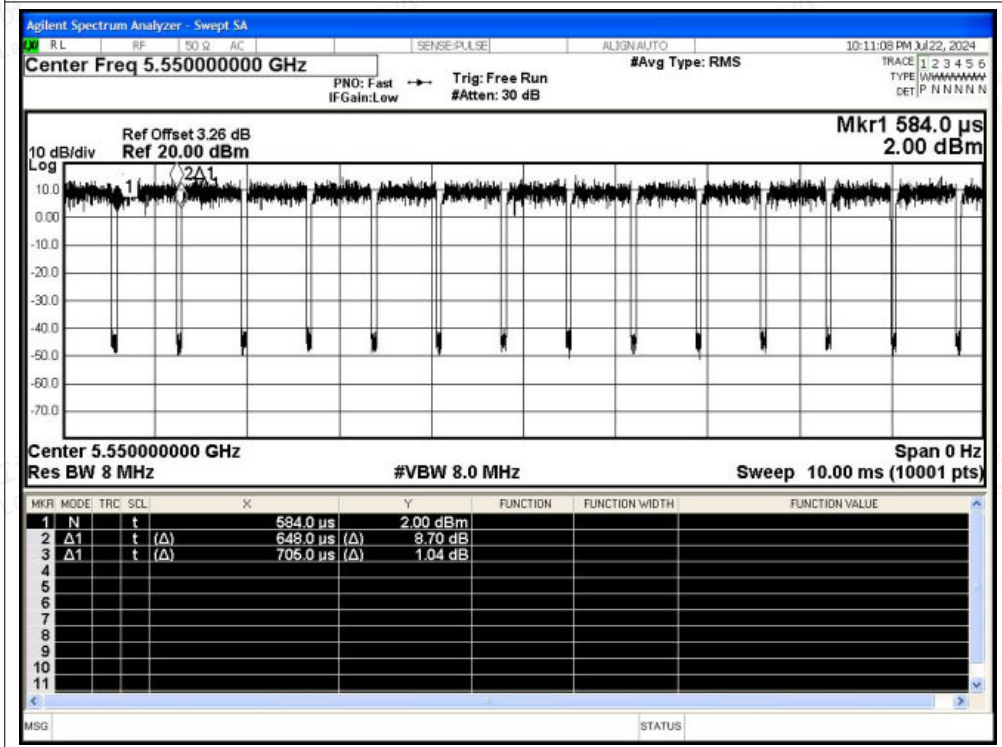 Agilent Spectrum Analyzer - Swept SA
RL RF 50 Ω AC SENSE:PULSE ALIGN AUTO 10:11:08 PM Jul 22, 2024
Center Freq 5.550000000 GHz #Avg Type: RMS TRACE 1 2 3 4 5 6
PNO: Fast Trig: Free Run TYPE
IFGain:Low #Atten: 30 dB DET P N N N N N
Mkr1 584.0 µs
Ref Offset 3.26 dB
10 dB/div Ref 20.00 dBm 2.00 dBm
Log
1 2Δ1
10.0
0.00
-10.0
-20.0
-30.0
-40.0
-50.0
-60.0
-70.0
Center 5.550000000 GHz Span 0 Hz
Res BW 8 MHz #VBW 8.0 MHz Sweep 10.00 ms (10001 pts)
MKR MODE TRC SCL X Y FUNCTION FUNCTION WIDTH FUNCTION VALUE
1 N t 584.0 µs 2.00 dBm
2 Δ1 t (Δ) 648.0 µs (Δ) 8.70 dB
3 Δ1 t (Δ) 705.0 µs (Δ) 1.04 dB
4
5
6
7
8
9
10
11
MSG STATUS